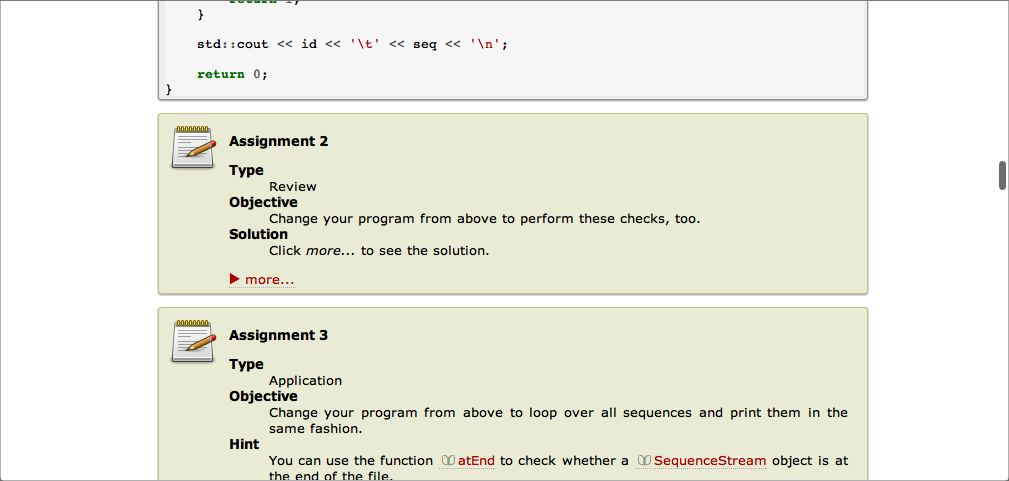 return 1;
}
std::cout << id << '\t' << seq << '\n';
return 0;
}
Assignment 2
Type
Review
Objective
Change your program from above to perform these checks, too.
Solution
Click more... to see the solution.
more...
Assignment 3
Type
Application
Objective
Change your program from above to loop over all sequences and print them in the
same fashion.
Hint
You can use the function atEnd to check whether a SequenceStream object is at
the end of the file.